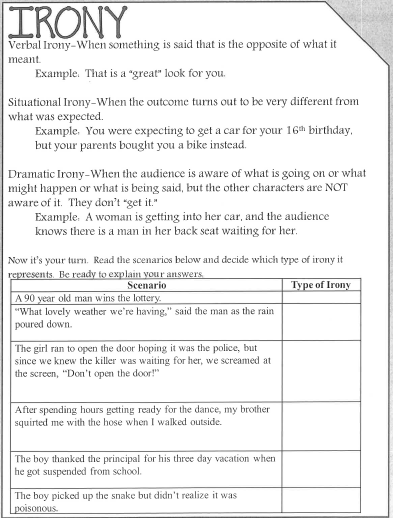 IRONY
Verbal Irony-When something is said that is the opposite of what it
meant.
Example. That is a "great" look for you.
Situational Irony-When the outcome turns out to be very different from
what was expected.
Example. You were expecting to get a car for your 16th birthday,
but your parents bought you a bike instead.
Dramatic Irony-When the audience is aware of what is going on or what
might happen or what is being said, but the other characters are NOT
aware of it. They don't "get it."
Example. A woman is getting into her car, and the audience
knows there is a man in her back seat waiting for her.
Now it's your turn. Read the scenarios below and decide which type of irony it
represents. Be ready to explain your answers.
Scenario Type of Irony
A 90 year old man wins the lottery.
"What lovely weather we're having," said the man as the rain
poured down.
The girl ran to open the door hoping it was the police, but
since we knew the killer was waiting for her, we screamed at
the screen, "Don't open the door!"
After spending hours getting ready for the dance, my brother
squirted me with the hose when I walked outside.
The boy thanked the principal for his three day vacation when
he got suspended from school.
The boy picked up the snake but didn't realize it was
poisonous.